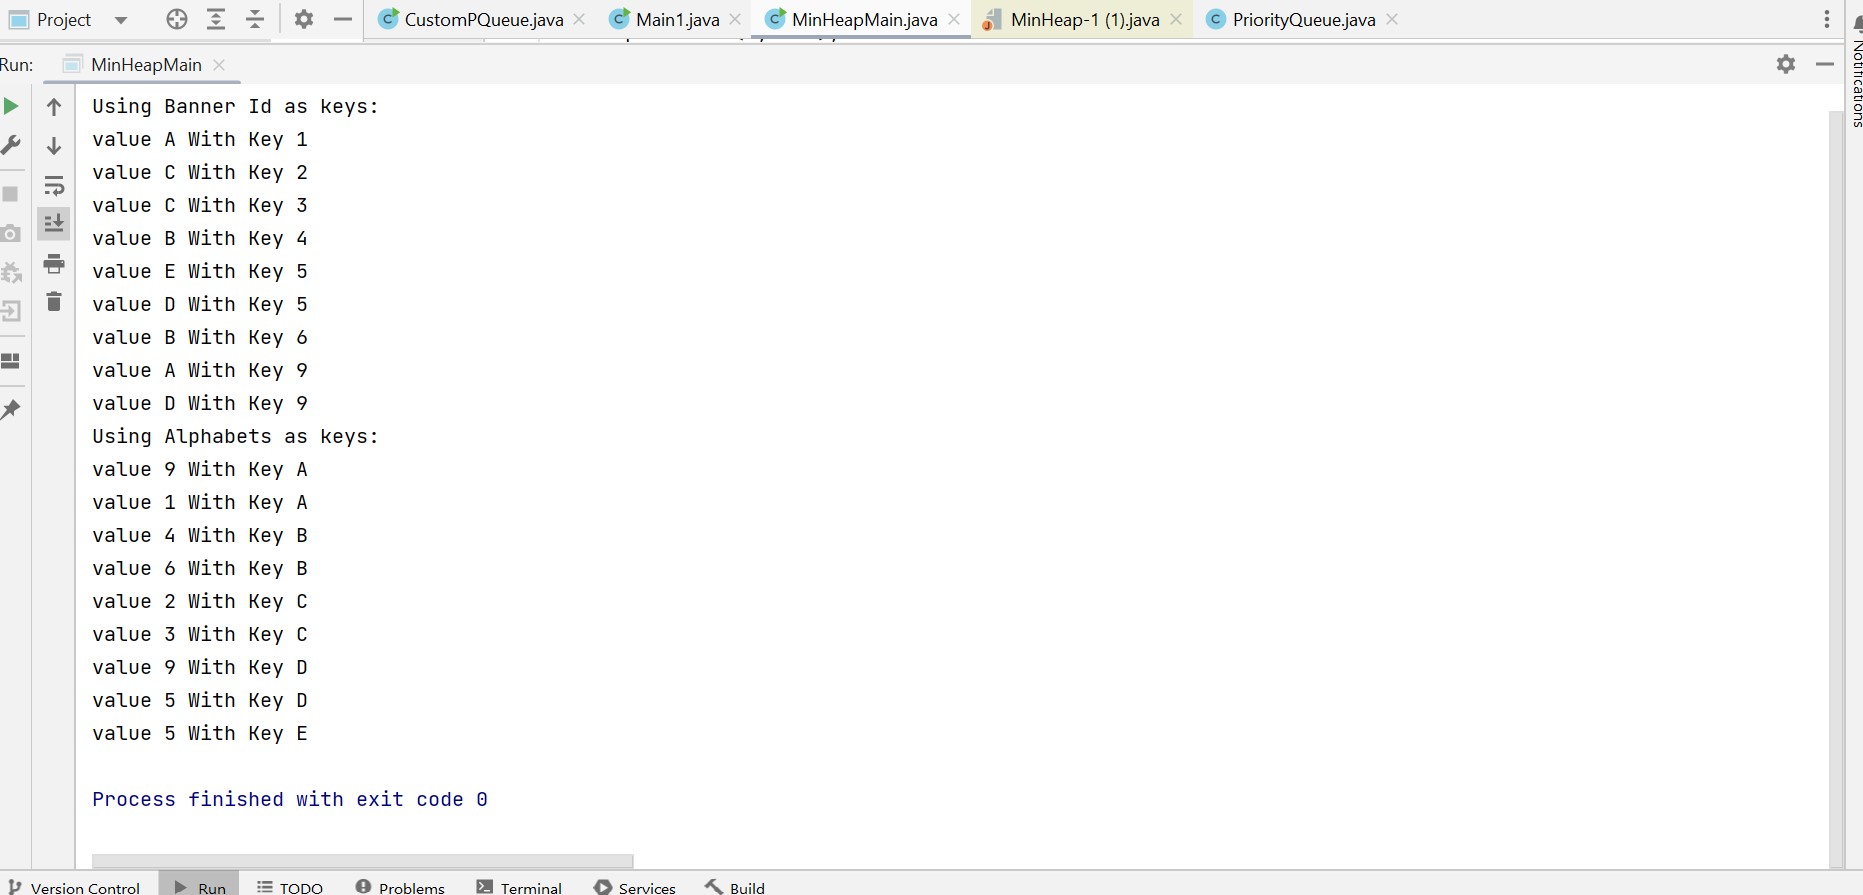 Project
CustomPQueue.java
Main1.java
MinHeapMain.java
MinHeap-1 (1).java
PriorityQueue.java
Notifications
Run:
MinHeapMain
Using Banner Id as keys:
value A With Key 1
value C With Key 2
value C With Key 3
value B With Key 4
value E With Key 5
value D With Key 5
value B With Key 6
value A With Key 9
value D With Key 9
Using Alphabets as keys:
value 9 With Key A
value 1 With Key A
value 4 With Key B
value 6 With Key B
value 2 With Key C
value 3 With Key C
value 9 With Key D
value 5 With Key D
value 5 With Key E
Process finished with exit code 0
Version Control
Run
TODO
Problems
Terminal
Services
Build